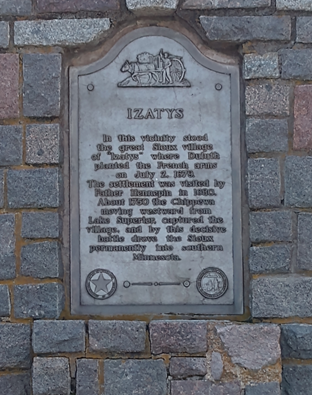 IZATYS
In this vicinity stood
the great Sioux village
of "Izatys" where Duluth
planted the French arms
on July 2, 1679.
The settlement was visited by
Father Hennepin in 1680.
About 1750 the Chippewa
moving westward from
Lake Superior, captured the
village, and by this decisive
battle drove the Sioux
permanently into southern
Minnesota.